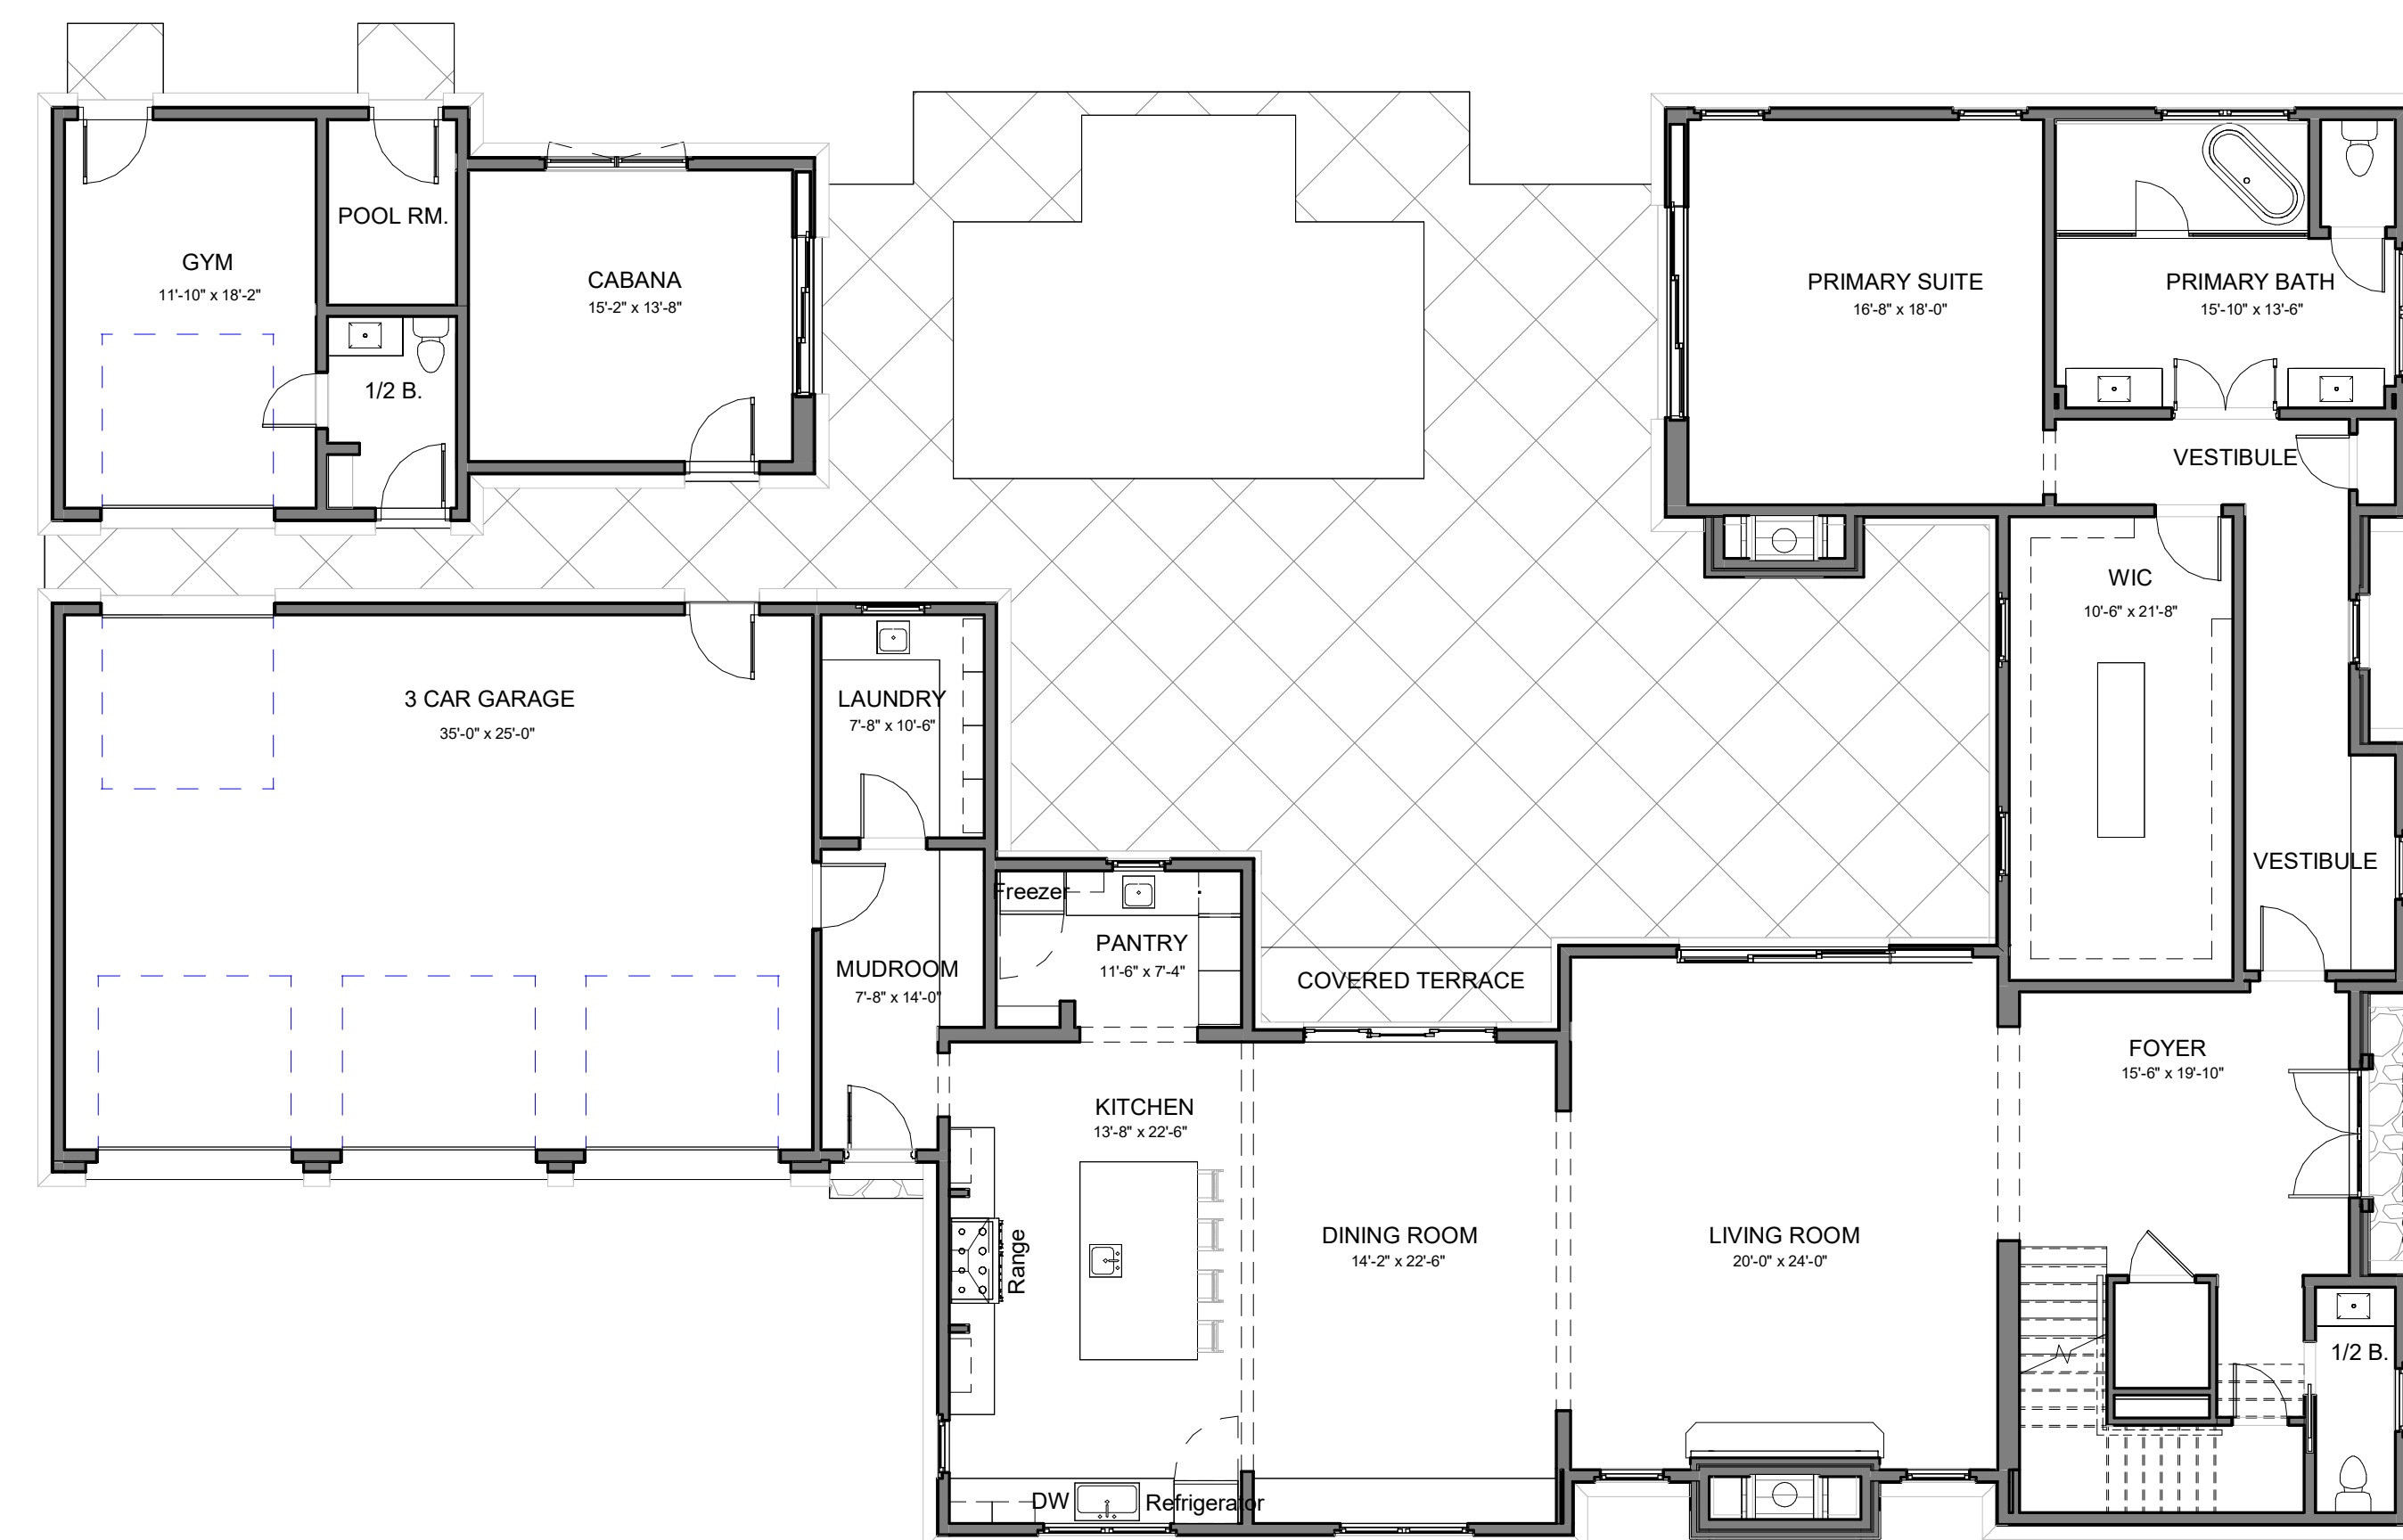 POOL RM.
GYM
11'-10" x 18'-2"
CABANA
15'-2" x 13'-8"
PRIMARY SUITE
16'-8" x 18'-0"
PRIMARY BATH
15'-10" x 13'-6"
1/2 B.
VESTIBULE
WIC
10'-6" x 21'-8"
3 CAR GARAGE
35'-0" x 25'-0"
LAUNDRY
7'-8" x 10'-6"
VESTIBULE
Freezer
PANTRY
11'-6" x 7'-4"
MUDROOM
7'-8" x 14'-0"
COVERED TERRACE
FOYER
15'-6" x 19'-10"
KITCHEN
13'-8" x 22'-6"
Range
DINING ROOM
14'-2" x 22'-6"
LIVING ROOM
20'-0" x 24'-0"
1/2 B.
DW
Refrigerator